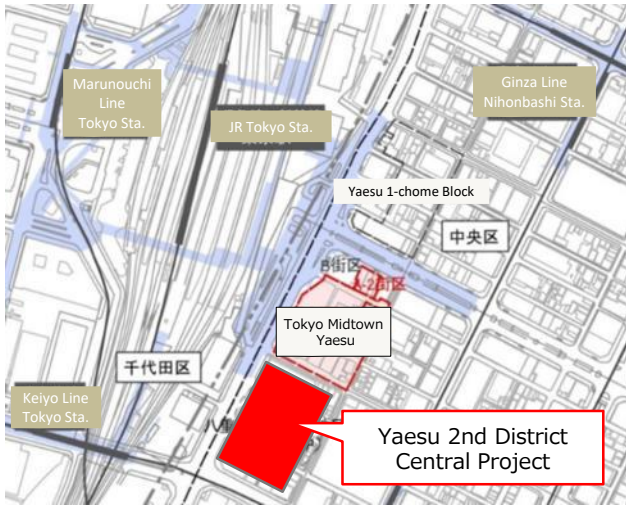 Marunouchi
Line
Tokyo Sta.
JR Tokyo Sta.
Ginza Line
Nihonbashi Sta.
Yaesu 1-chome Block
中央区
B街区
A-2街区
Tokyo Midtown
Yaesu
千代田区
Keiyo Line
Tokyo Sta.
八重
Yaesu 2nd District
Central Project